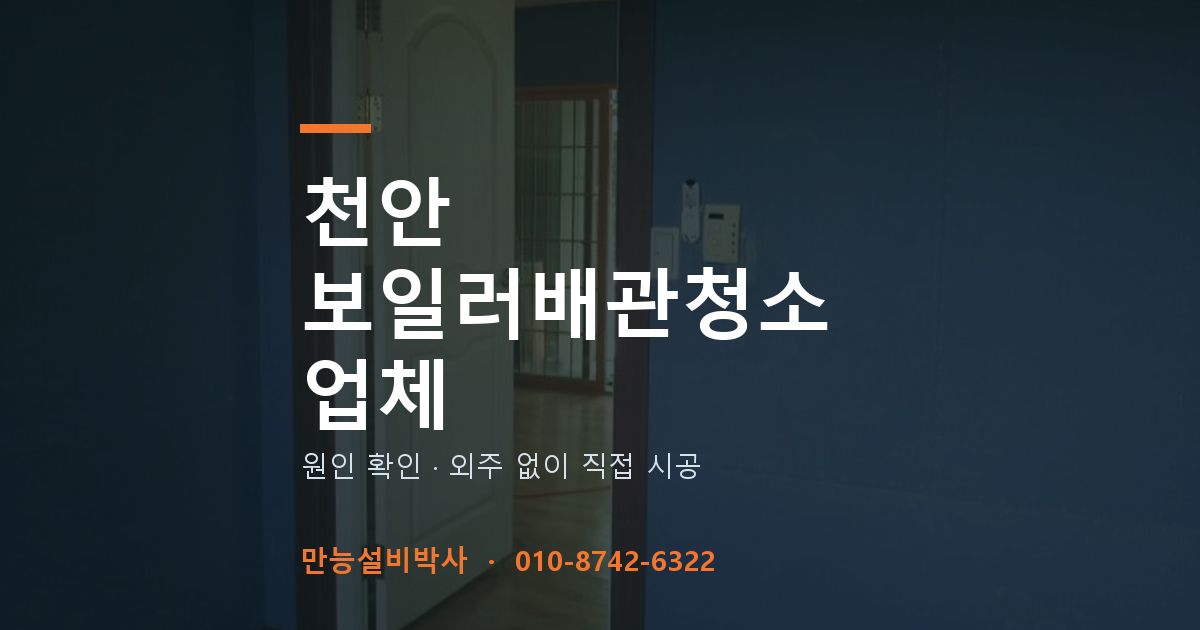 천안
보일러배관청소
업체
원인 확인 · 외주 없이 직접 시공
만능설비박사 · 010-8742-6322